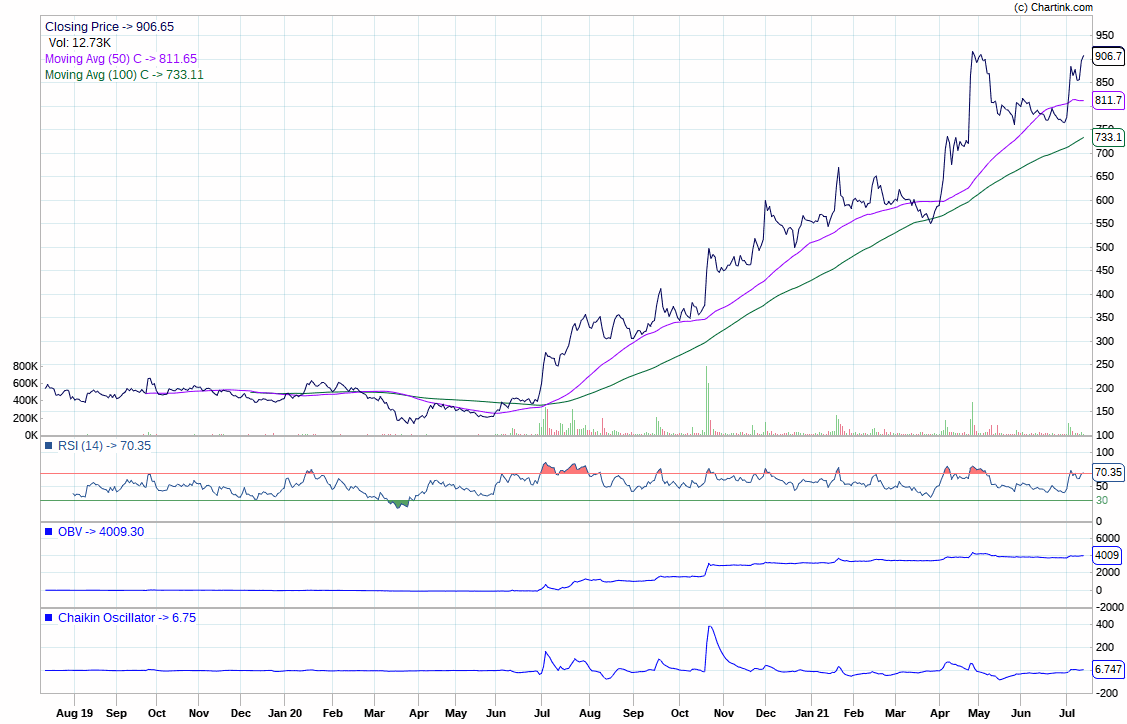 (c) Chartink.com
Closing Price -> 906.65
Vol: 12.73K
Moving Avg (50) C -> 811.65
Moving Avg (100) C -> 733.11
950
906.7
850
811.7
750
733.1
700
650
600
550
500
450
400
350
300
250
200
150
100
800K
600K
400K
200K
0K
RSI (14) -> 70.35
100
70.35
50
30
0
OBV -> 4009.30
6000
4009
2000
0
-2000
Chaikin Oscillator -> 6.75
400
200
6.747
-200
Aug 19 Sep Oct Nov Dec Jan 20 Feb Mar Apr May Jun Jul Aug Sep Oct Nov Dec Jan 21 Feb Mar Apr May Jun Jul